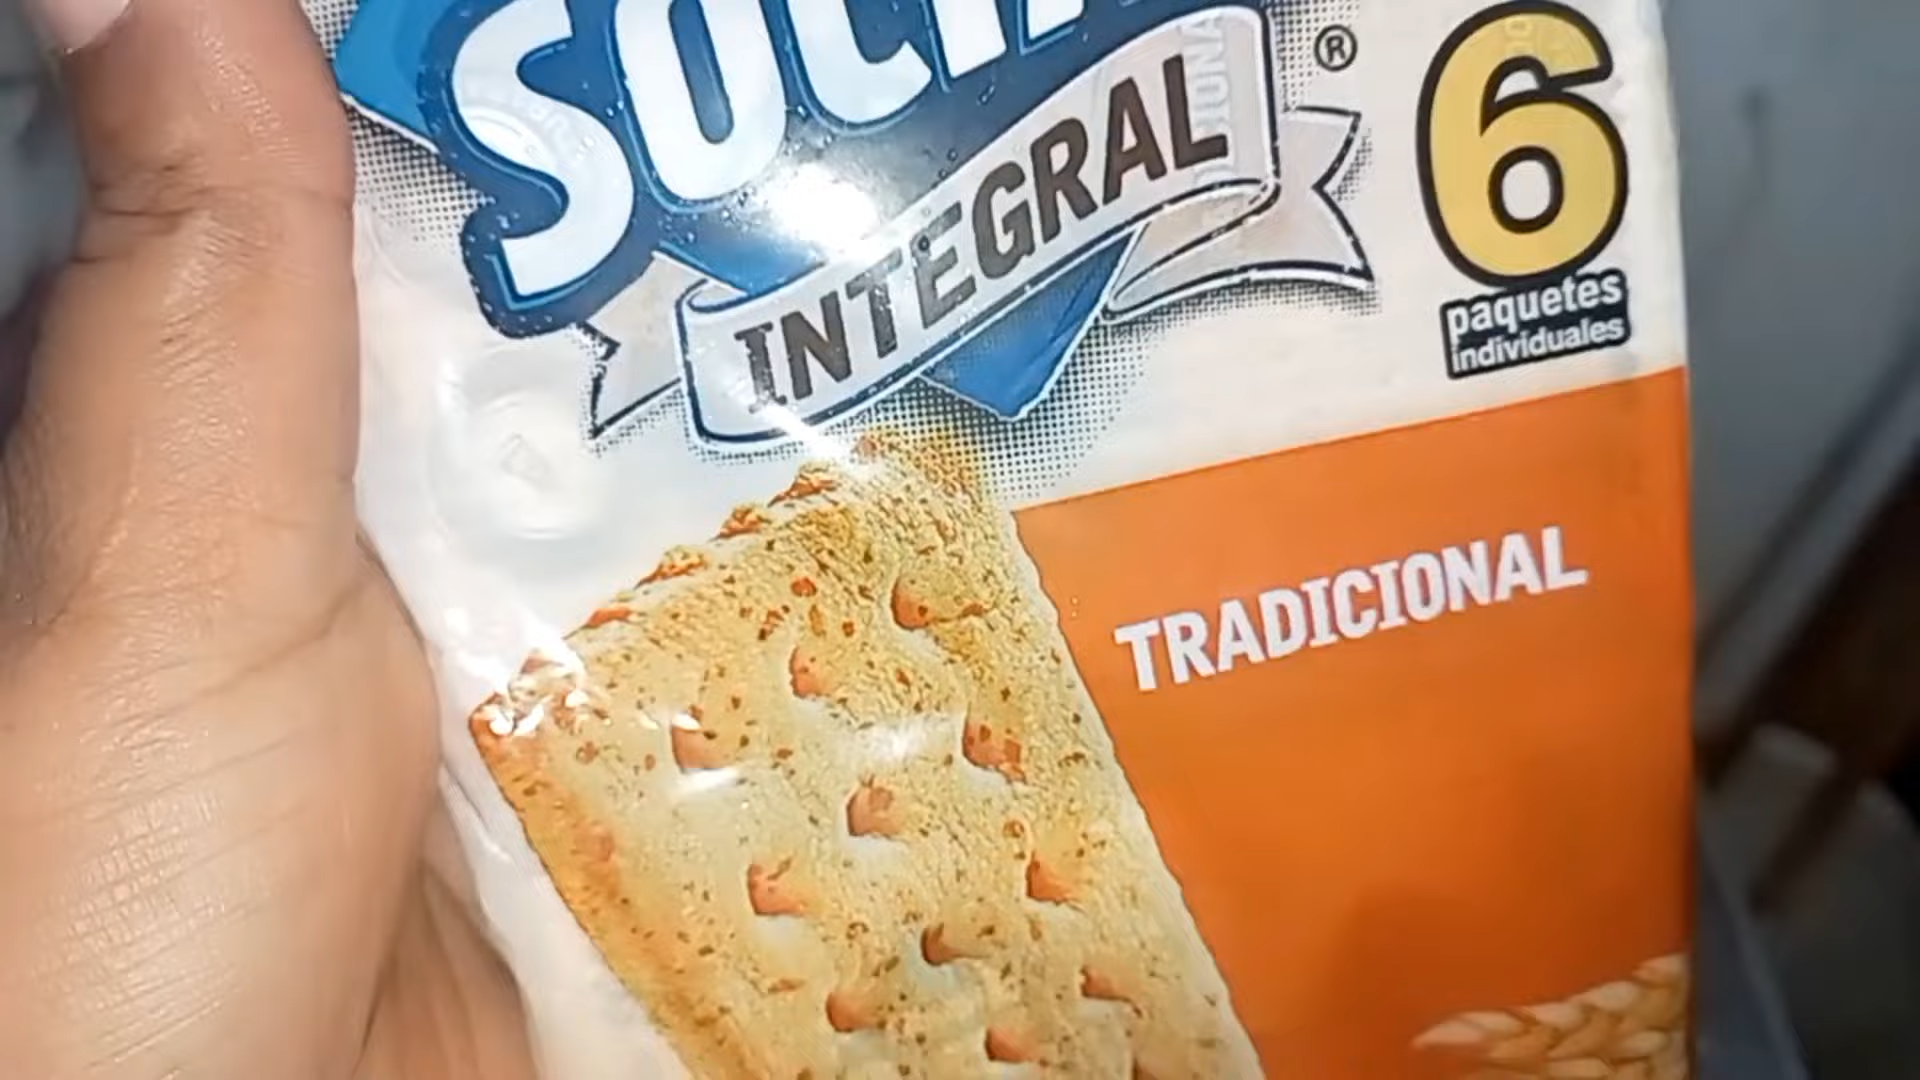 INTEGRAL
®
6
paquetes
individuales
TRADICIONAL